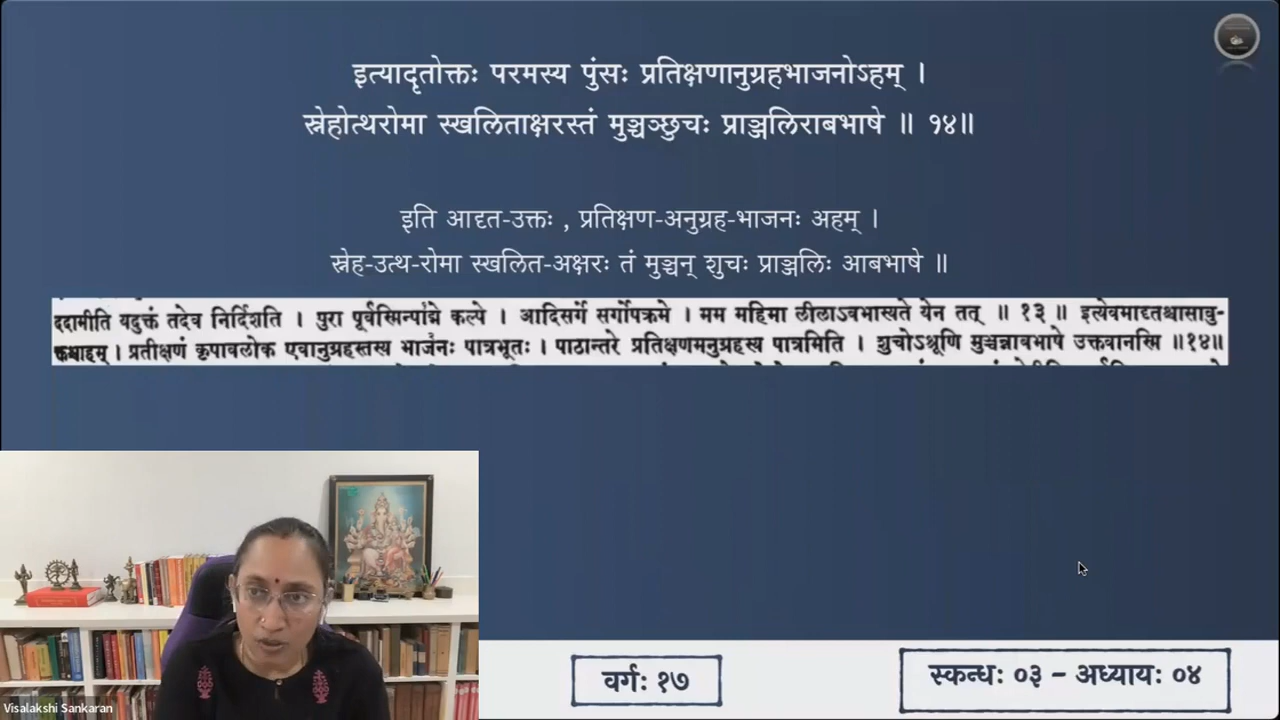 इत्यादृतोक्तः परमस्य पुंसः प्रतिक्षणानुग्रहभाजनोऽहम् ।
स्नेहोत्थरोमा स्खलिताक्षरस्तं मुञ्चञ्छुचः प्राञ्जलिराबभाषे ॥ १४॥
इति आदृत-उक्तः , प्रतिक्षण-अनुग्रह-भाजनः अहम् ।
स्नेह-उत्थ-रोमा स्खलित-अक्षरः तं मुञ्चन् शुचः प्राञ्जलिः आबभाषे ॥
ददामीति यदुक्तं तदेव निर्दिशति । पुरा पूर्वस्मिन्पाद्मे कल्पे । आदिसर्गे सर्गोपक्रमे । मम महिमा लीलाऽवभास्यते येन तत् ॥ १३ ॥ इत्येवमादृतश्चासावु-
क्तश्चाहम् । प्रतीक्षणं कृपावलोक एवानुग्रहस्तस्य भाजनः पात्रभूतः । पाठान्तरे प्रतिक्षणमनुग्रहस्य पात्रमिति । शुचोऽश्रूणि मुञ्चन्नाबभाषे उक्तवानस्मि ॥१४॥
Visalakshi Sankaran
वर्गः १७
स्कन्धः ०३ – अध्यायः ०४